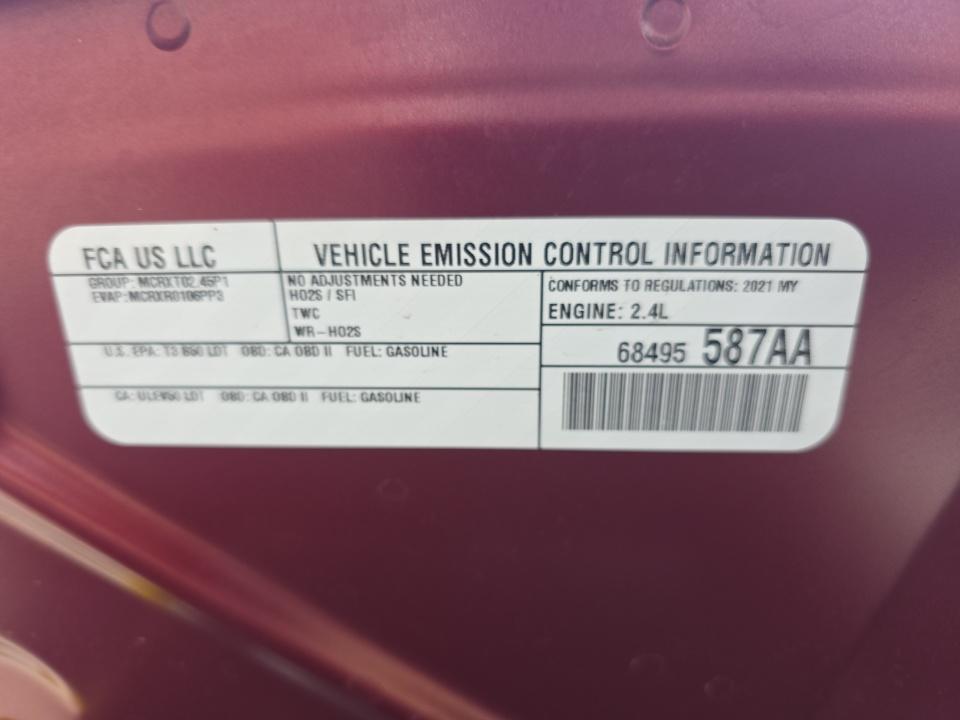 FCA US LLC
VEHICLE EMISSION CONTROL INFORMATION
GROUP: MCRXT02.45P1
EVAP: MCRXR0106PP3
NO ADJUSTMENTS NEEDED
HO2S / SFI
TWC
WR-HO2S
CONFORMS TO REGULATIONS: 2021 MY
ENGINE: 2.4L
68495 587AA
U.S. EPA: T3 B50 LDT OBD: CA OBD II FUEL: GASOLINE
CA: ULEV50 LDT OBD: CA OBD II FUEL: GASOLINE